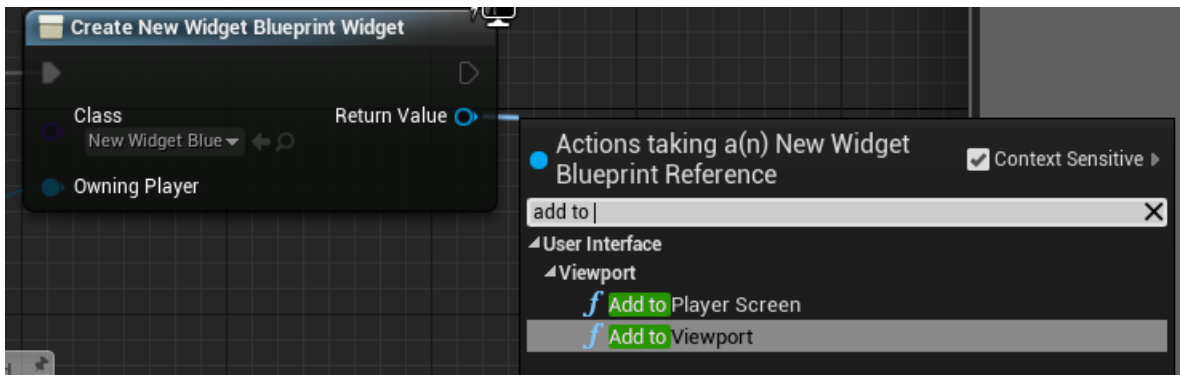 Create New Widget Blueprint Widget
Class
Return Value
New Widget Blue
Owning Player
Actions taking a(n) New Widget
Blueprint Reference
Context Sensitive
add to
User Interface
Viewport
f Add to Player Screen
f Add to Viewport